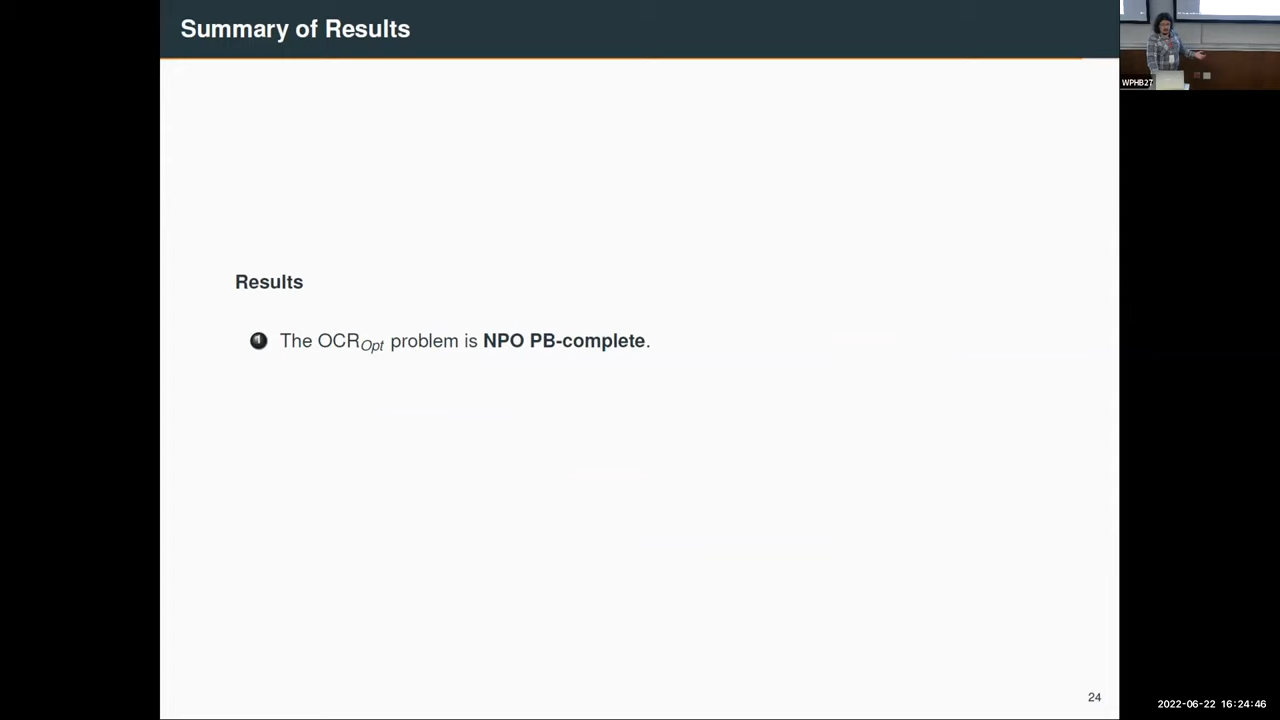 Summary of Results
WPHB27
Results
1 The OCR_Opt problem is NPO PB-complete.
24
2022-06-22 16:24:46